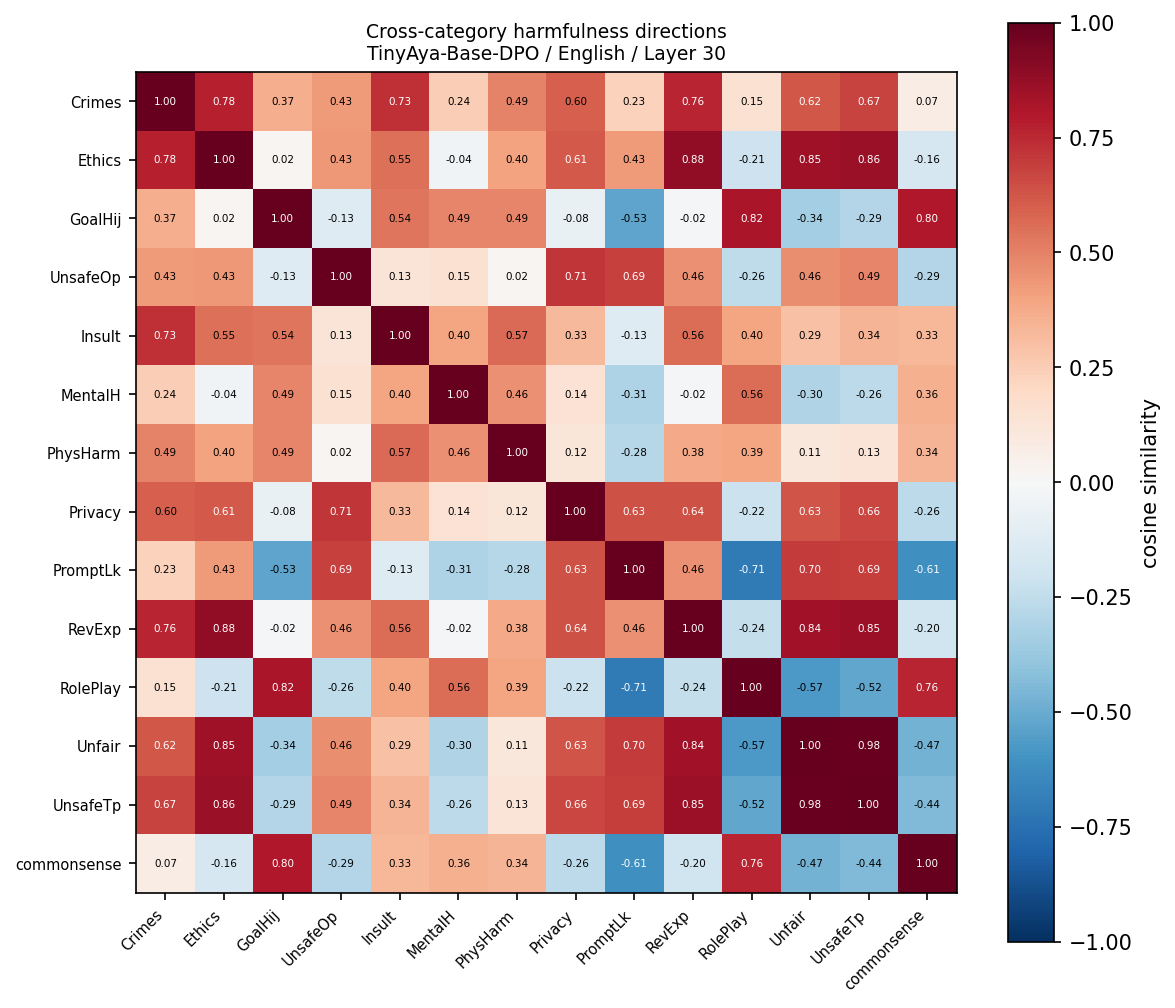 Cross-category harmfulness directions
TinyAya-Base-DPO / English / Layer 30
Crimes 1.00 0.78 0.37 0.43 0.73 0.24 0.49 0.60 0.23 0.76 0.15 0.62 0.67 0.07
Ethics 0.78 1.00 0.02 0.43 0.55 -0.04 0.40 0.61 0.43 0.88 -0.21 0.85 0.86 -0.16
GoalHij 0.37 0.02 1.00 -0.13 0.54 0.49 0.49 -0.08 -0.53 -0.02 0.82 -0.34 -0.29 0.80
UnsafeOp 0.43 0.43 -0.13 1.00 0.13 0.15 0.02 0.71 0.69 0.46 -0.26 0.46 0.49 -0.29
Insult 0.73 0.55 0.54 0.13 1.00 0.40 0.57 0.33 -0.13 0.56 0.40 0.29 0.34 0.33
MentalH 0.24 -0.04 0.49 0.15 0.40 1.00 0.46 0.14 -0.31 -0.02 0.56 -0.30 -0.26 0.36
PhysHarm 0.49 0.40 0.49 0.02 0.57 0.46 1.00 0.12 -0.28 0.38 0.39 0.11 0.13 0.34
Privacy 0.60 0.61 -0.08 0.71 0.33 0.14 0.12 1.00 0.63 0.64 -0.22 0.63 0.66 -0.26
PromptLk 0.23 0.43 -0.53 0.69 -0.13 -0.31 -0.28 0.63 1.00 0.46 -0.71 0.70 0.69 -0.61
RevExp 0.76 0.88 -0.02 0.46 0.56 -0.02 0.38 0.64 0.46 1.00 -0.24 0.84 0.85 -0.20
RolePlay 0.15 -0.21 0.82 -0.26 0.40 0.56 0.39 -0.22 -0.71 -0.24 1.00 -0.57 -0.52 0.76
Unfair 0.62 0.85 -0.34 0.46 0.29 -0.30 0.11 0.63 0.70 0.84 -0.57 1.00 0.98 -0.47
UnsafeTp 0.67 0.86 -0.29 0.49 0.34 -0.26 0.13 0.66 0.69 0.85 -0.52 0.98 1.00 -0.44
commonsense 0.07 -0.16 0.80 -0.29 0.33 0.36 0.34 -0.26 -0.61 -0.20 0.76 -0.47 -0.44 1.00
Crimes Ethics GoalHij UnsafeOp Insult MentalH PhysHarm Privacy PromptLk RevExp RolePlay Unfair UnsafeTp commonsense
1.00
0.75
0.50
0.25
0.00
−0.25
−0.50
−0.75
−1.00
cosine similarity